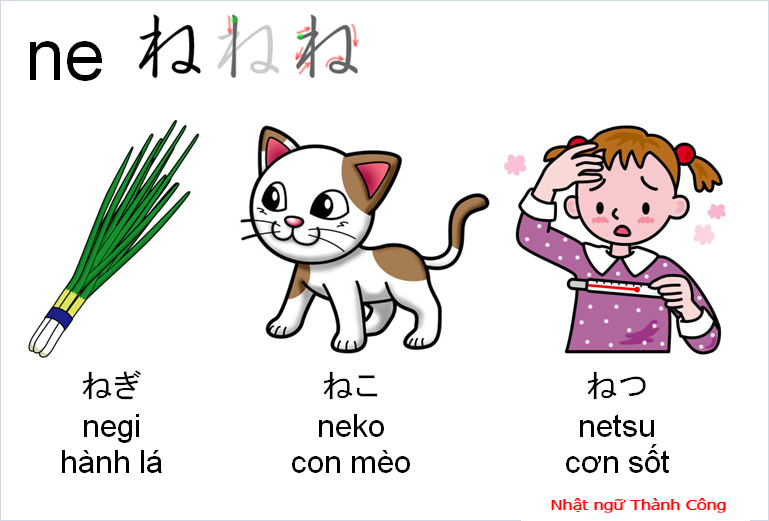 ne ね ね ね
ねぎ ねこ ねつ
negi neko netsu
hành lá con mèo cơn sốt
Nhật ngữ Thành Công